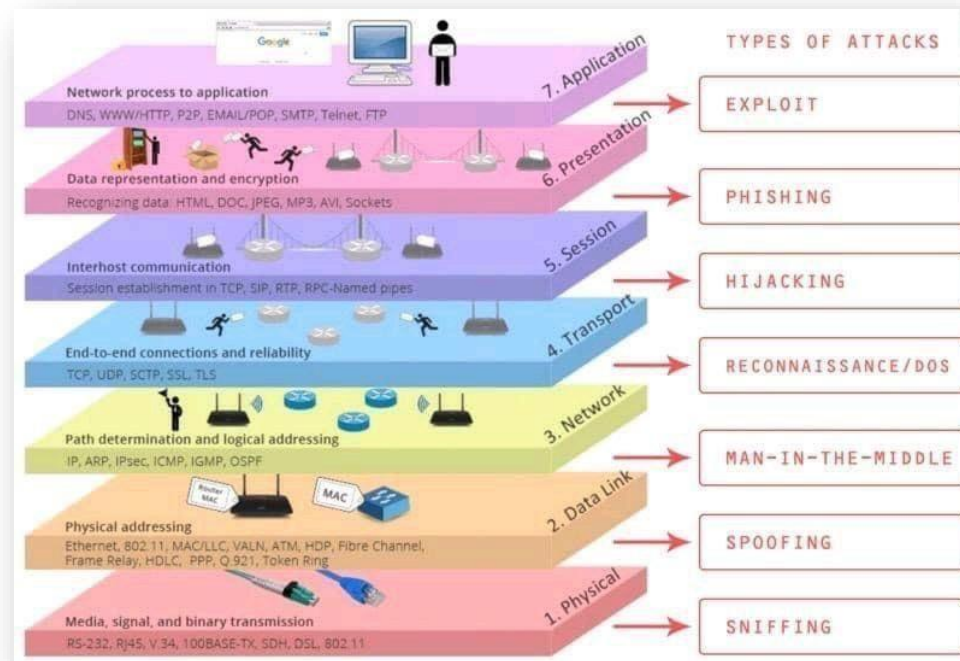 TYPES OF ATTACKS
Google
7. Application
Network process to application
DNS, WWW/HTTP, P2P, EMAIL/POP, SMTP, Telnet, FTP
EXPLOIT
6. Presentation
Data representation and encryption
Recognizing data: HTML, DOC, JPEG, MP3, AVI, Sockets
PHISHING
5. Session
Interhost communication
Session establishment in TCP, SIP, RTP, RPC-Named pipes
HIJACKING
4. Transport
End-to-end connections and reliability
TCP, UDP, SCTP, SSL, TLS
RECONNAISSANCE/DOS
3. Network
Path determination and logical addressing
IP, ARP, IPsec, ICMP, IGMP, OSPF
MAN-IN-THE-MIDDLE
Router
MAC
MAC
2. Data Link
Physical addressing
Ethernet, 802.11, MAC/LLC, VALN, ATM, HDP, Fibre Channel,
Frame Relay, HDLC, PPP, Q.921, Token Ring
SPOOFING
1. Physical
Media, signal, and binary transmission
RS-232, RJ45, V.34, 100BASE-TX, SDH, DSL, 802.11
SNIFFING